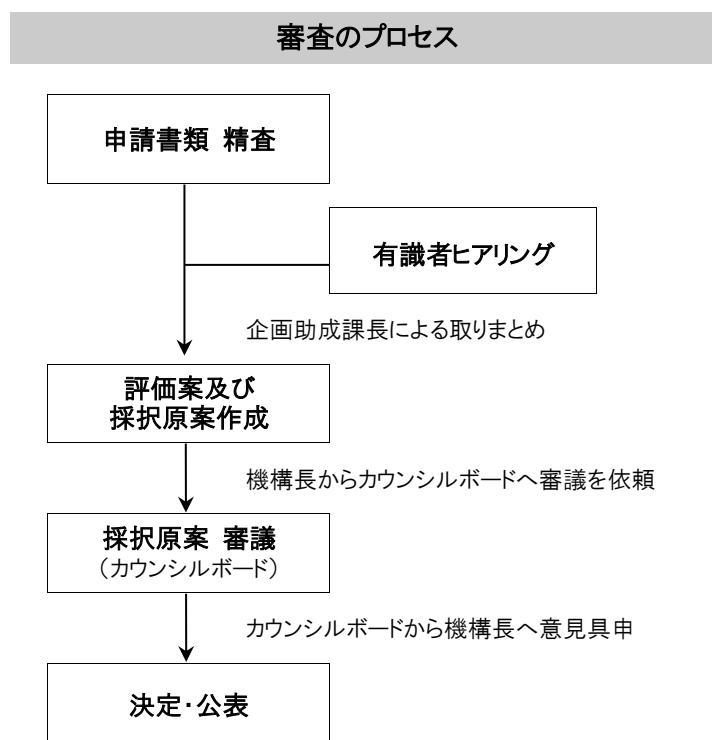 審査のプロセス
申請書類 精査
有識者ヒアリング
企画助成課長による取りまとめ
評価案及び
採択原案作成
機構長からカウンシルボードへ審議を依頼
採択原案 審議
（カウンシルボード）
カウンシルボードから機構長へ意見具申
決定・公表